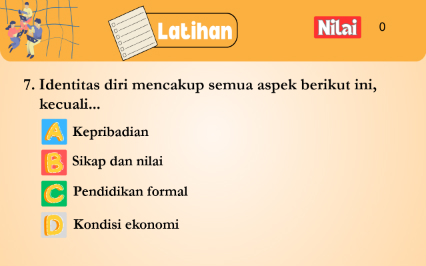 Latihan
Nilai 0
7. Identitas diri mencakup semua aspek berikut ini,
kecuali...
A Kepribadian
B Sikap dan nilai
C Pendidikan formal
D Kondisi ekonomi